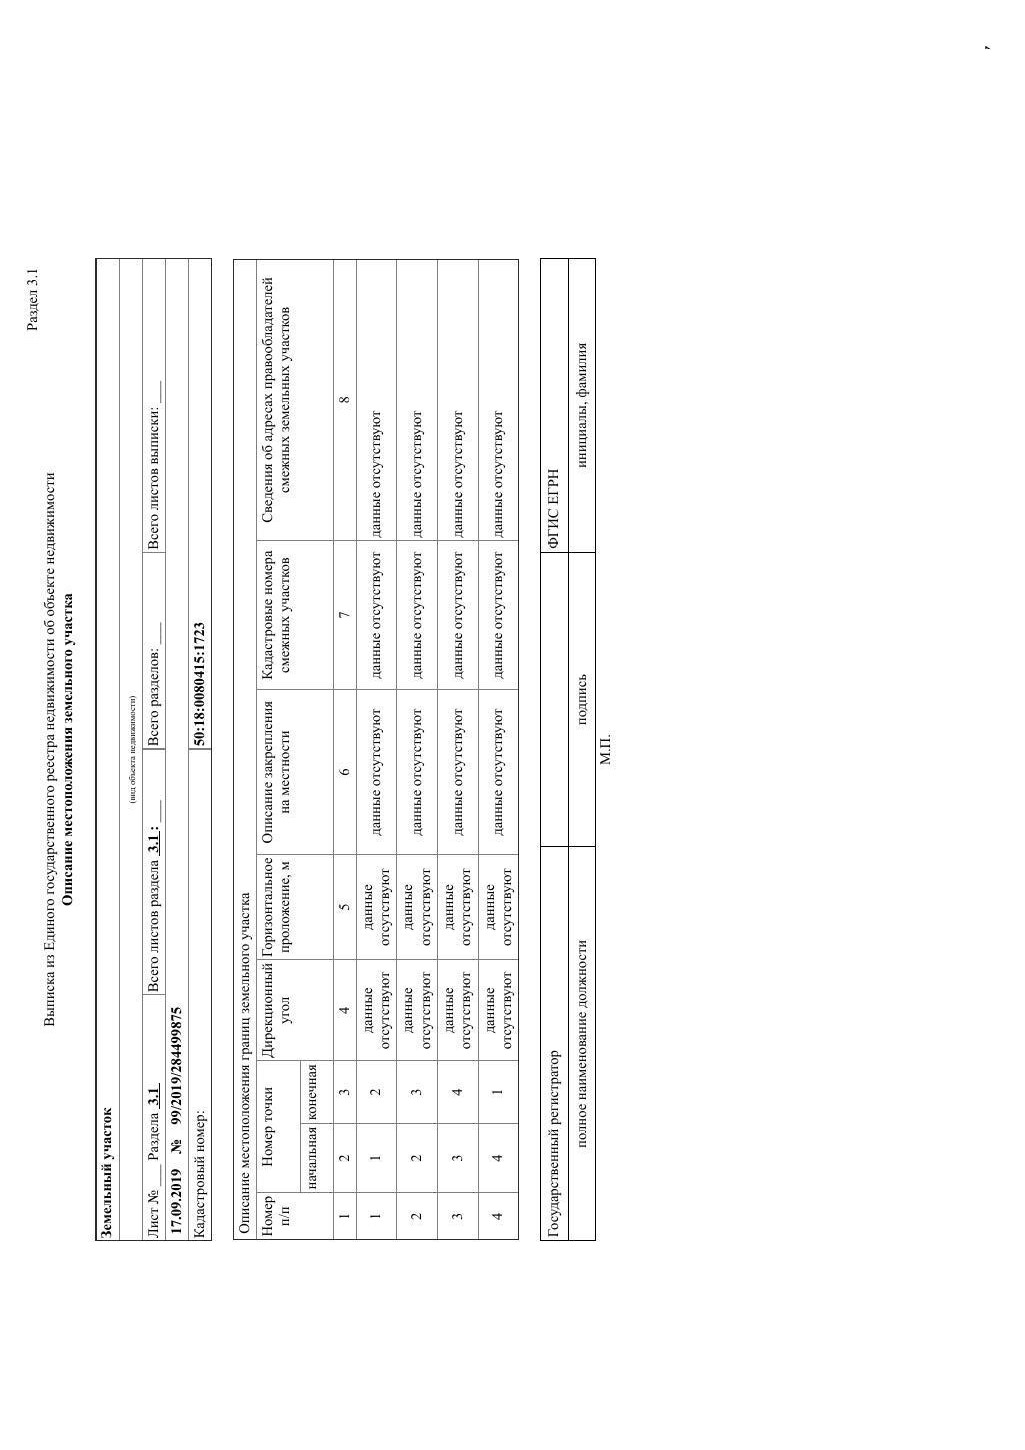 Раздел 3.1
Выписка из Единого государственного реестра недвижимости об объекте недвижимости
Описание местоположения земельного участка
Земельный участок
(вид объекта недвижимости)
Лист № ___ Раздела 3.1 Всего листов раздела 3.1 : ___ Всего разделов: ___ Всего листов выписки: ___
17.09.2019 № 99/2019/284499875
Кадастровый номер: 50:18:0080415:1723
Описание местоположения границ земельного участка
Номер п/п
Номер точки
начальная конечная
Дирекционный угол
Горизонтальное проложение, м
Описание закрепления на местности
Кадастровые номера смежных участков
Сведения об адресах правообладателей смежных земельных участков
1 2 3 4 5 6 7 8
1 1 2 данные отсутствуют данные отсутствуют данные отсутствуют данные отсутствуют данные отсутствуют
2 2 3 данные отсутствуют данные отсутствуют данные отсутствуют данные отсутствуют данные отсутствуют
3 3 4 данные отсутствуют данные отсутствуют данные отсутствуют данные отсутствуют данные отсутствуют
4 4 1 данные отсутствуют данные отсутствуют данные отсутствуют данные отсутствуют данные отсутствуют
Государственный регистратор ФГИС ЕГРН
полное наименование должности подпись инициалы, фамилия
М.П.